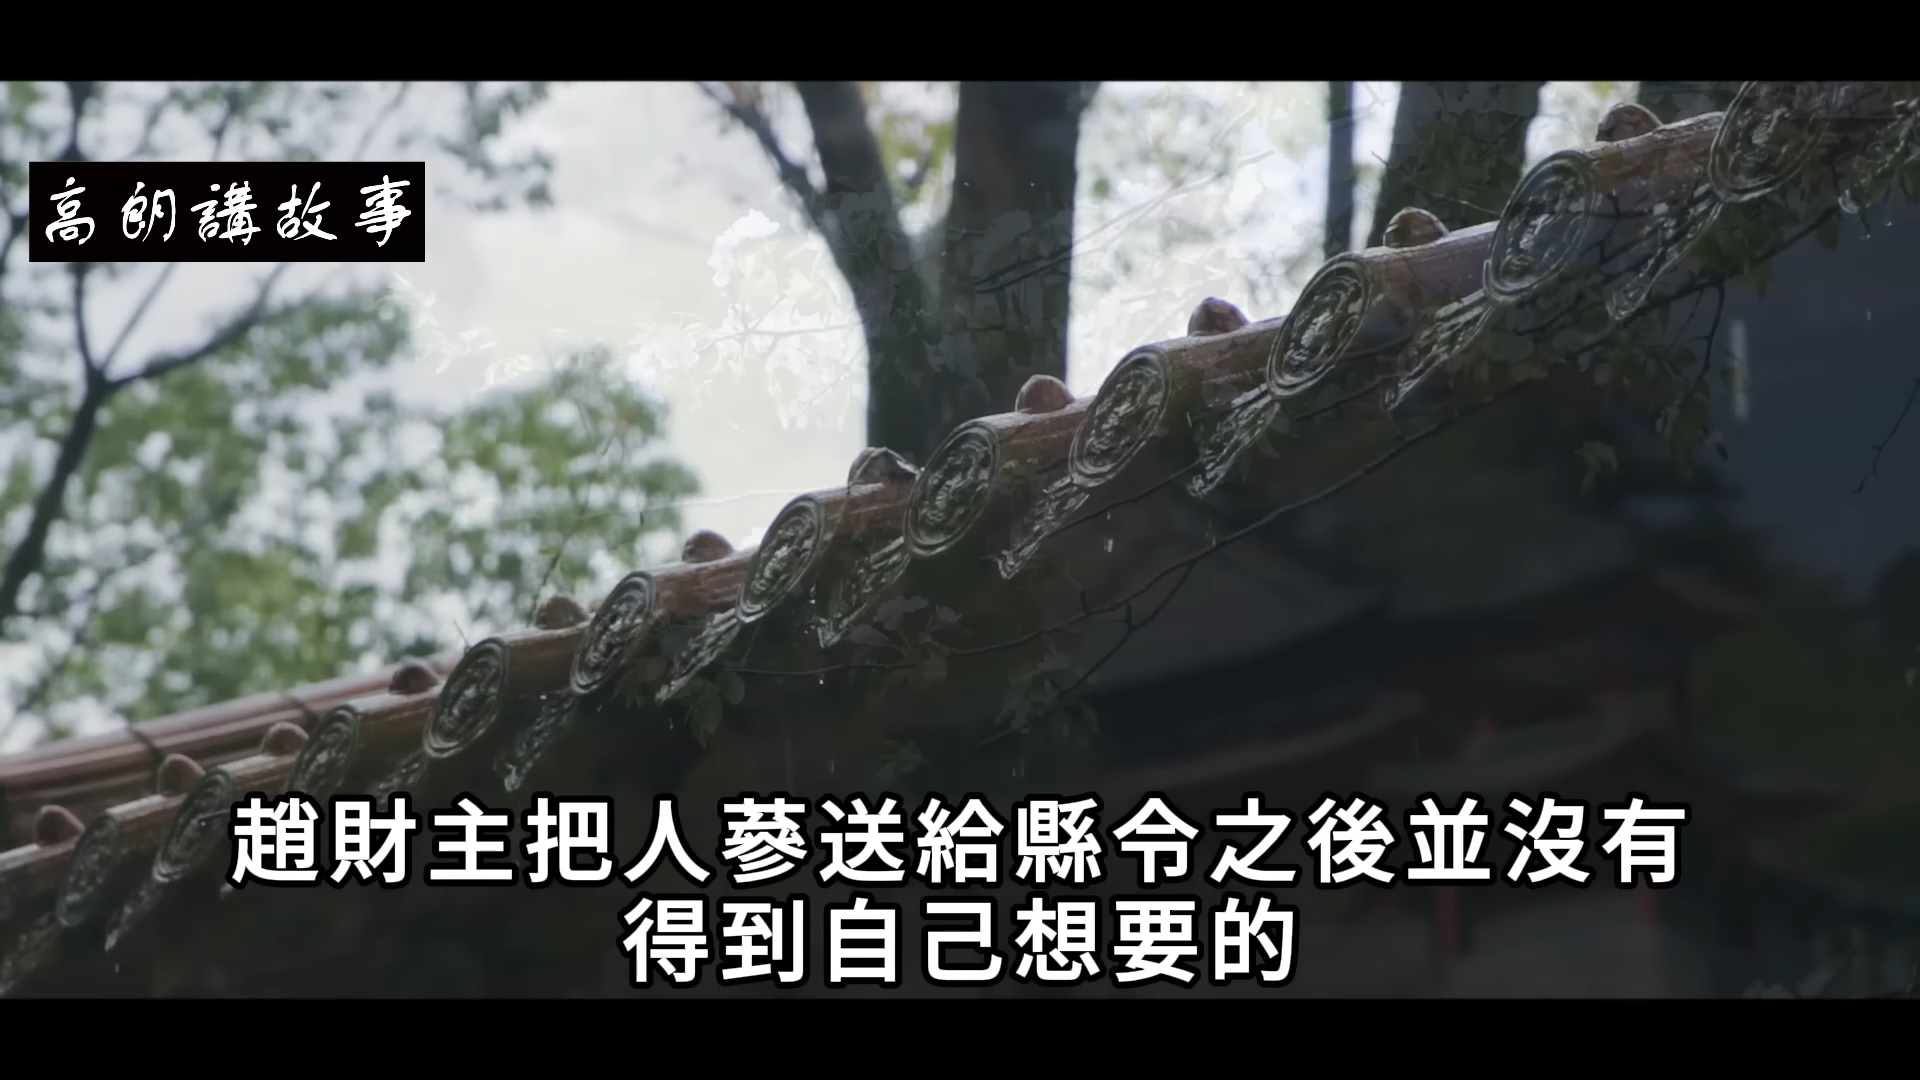 高朗講故事
趙財主把人蔘送給縣令之後並沒有
得到自己想要的